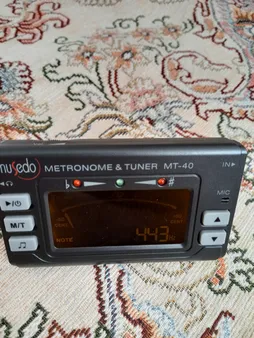 musedo METRONOME & TUNER MT-40
IN▸
♭ #
MIC
M/T
NOTE 443